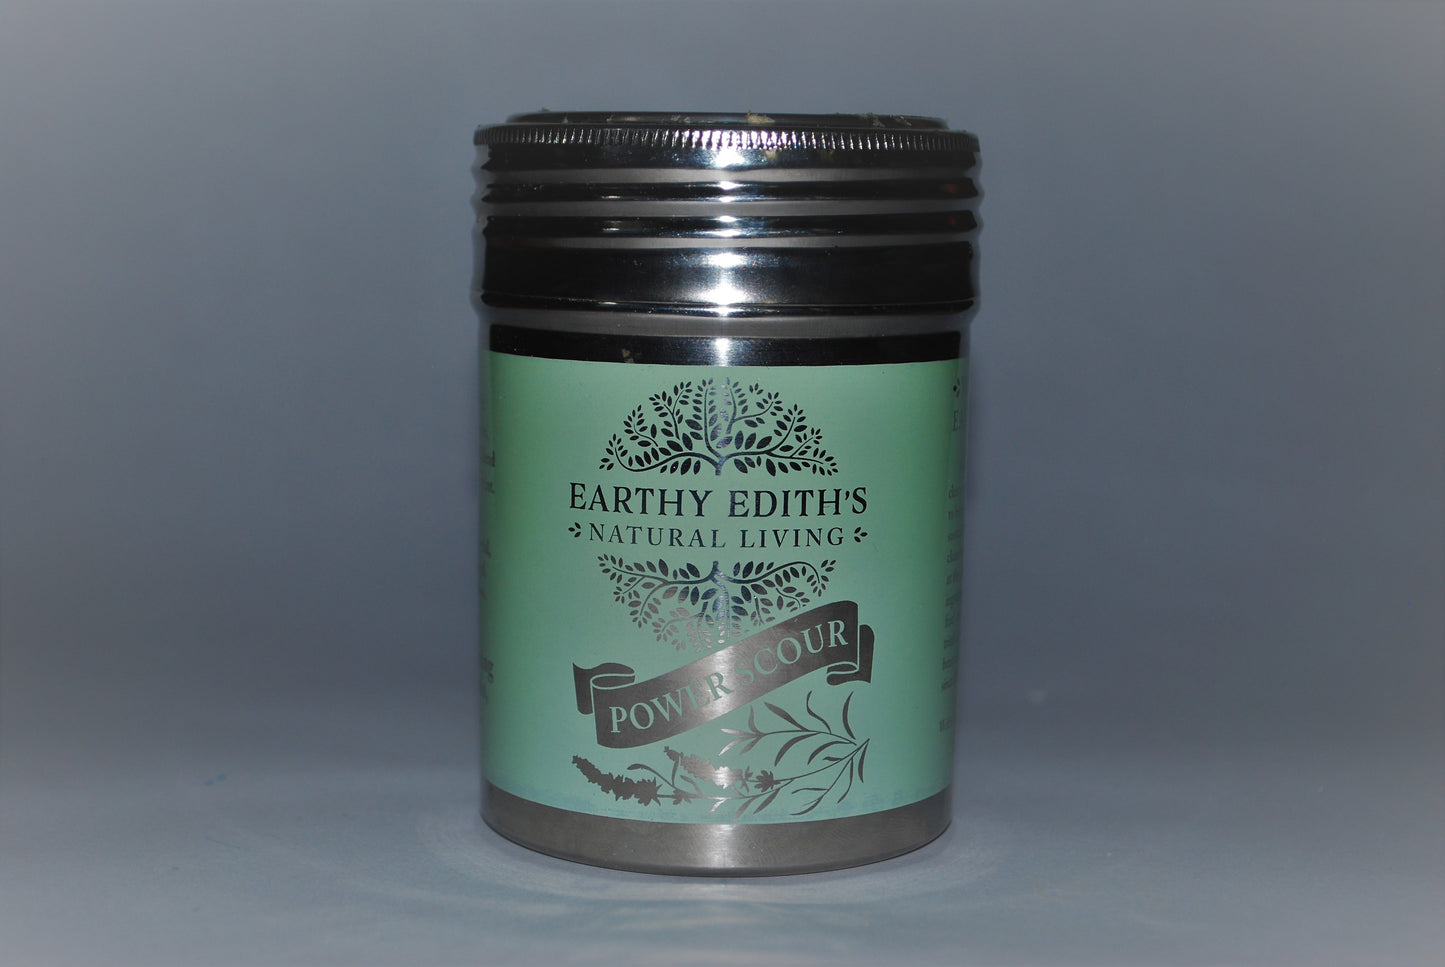 EARTHY EDITH'S
NATURAL LIVING
POWER SCOUR